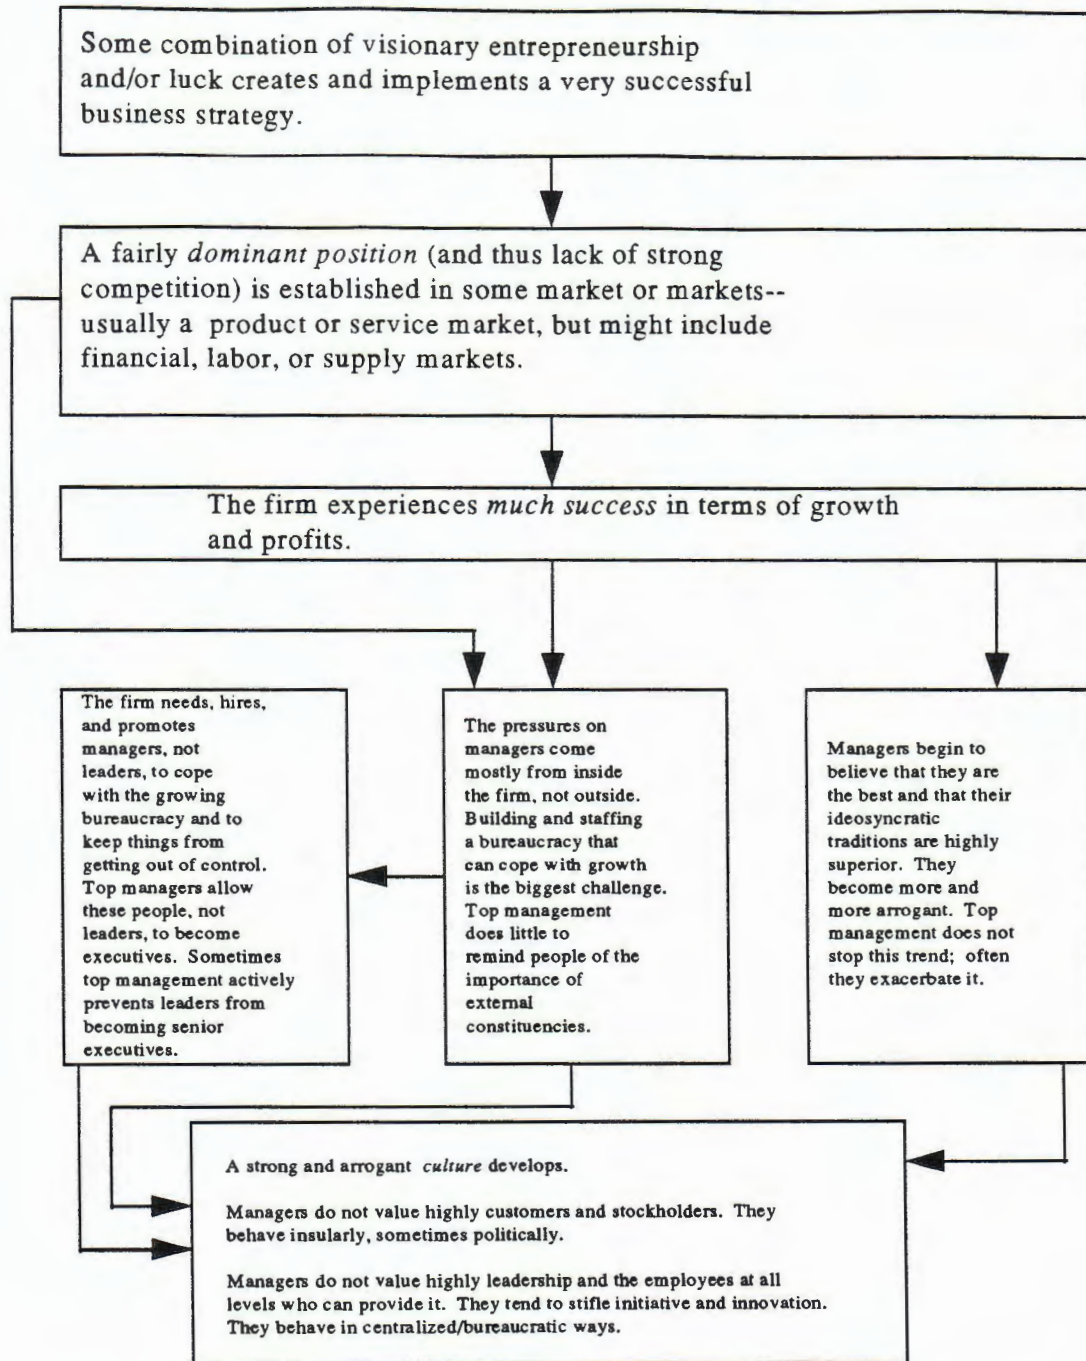 Some combination of visionary entrepreneurship
and/or luck creates and implements a very successful
business strategy.
A fairly dominant position (and thus lack of strong
competition) is established in some market or markets--
usually a product or service market, but might include
financial, labor, or supply markets.
The firm experiences much success in terms of growth
and profits.
The firm needs, hires,
and promotes
managers, not
leaders, to cope
with the growing
bureaucracy and to
keep things from
getting out of control.
Top managers allow
these people, not
leaders, to become
executives. Sometimes
top management actively
prevents leaders from
becoming senior
executives.
The pressures on
managers come
mostly from inside
the firm, not outside.
Building and staffing
a bureaucracy that
can cope with growth
is the biggest challenge.
Top management
does little to
remind people of the
importance of
external
constituencies.
Managers begin to
believe that they are
the best and that their
ideosyncratic
traditions are highly
superior. They
become more and
more arrogant. Top
management does not
stop this trend; often
they exacerbate it.
A strong and arrogant culture develops.
Managers do not value highly customers and stockholders. They
behave insularly, sometimes politically.
Managers do not value highly leadership and the employees at all
levels who can provide it. They tend to stifle initiative and innovation.
They behave in centralized/bureaucratic ways.